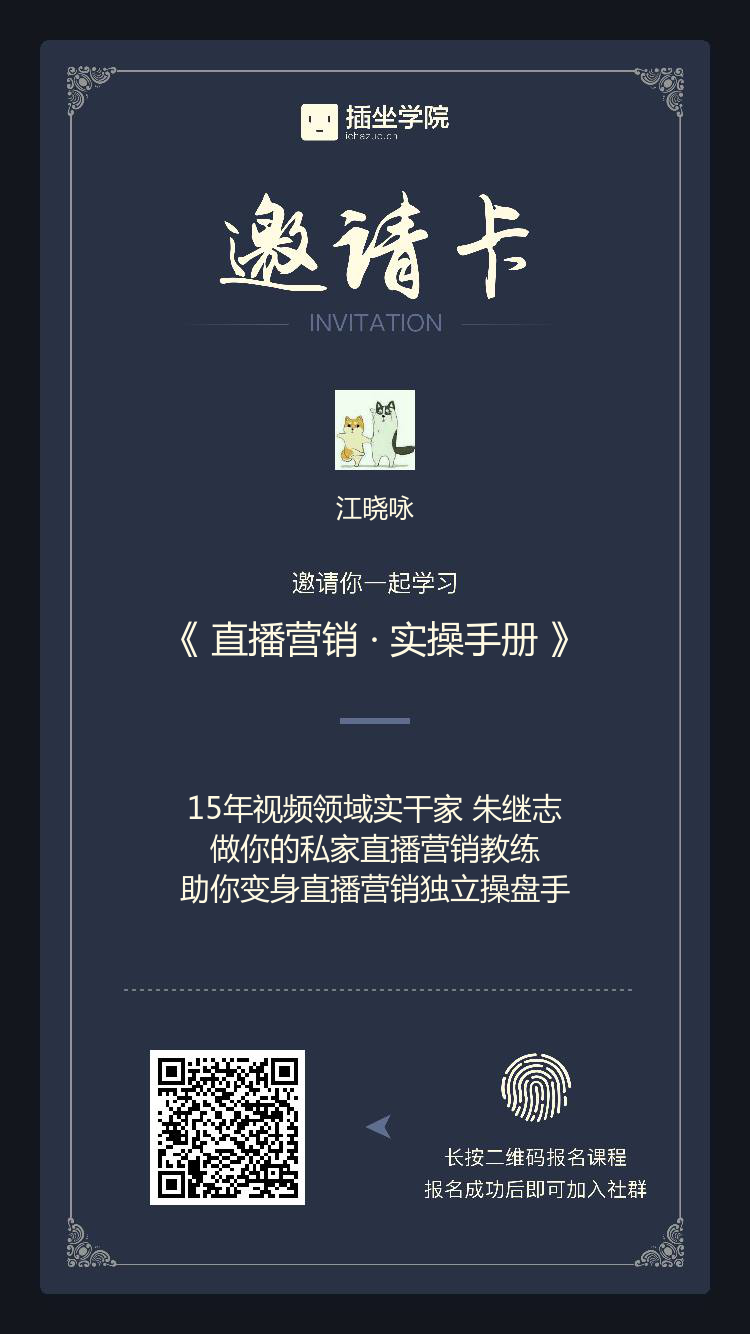 插坐学院
ichazuo.cn
邀请卡
INVITATION
江晓咏
邀请你一起学习
《 直播营销 · 实操手册 》
15年视频领域实干家 朱继志
做你的私家直播营销教练
助你变身直播营销独立操盘手
长按二维码报名课程
报名成功后即可加入社群